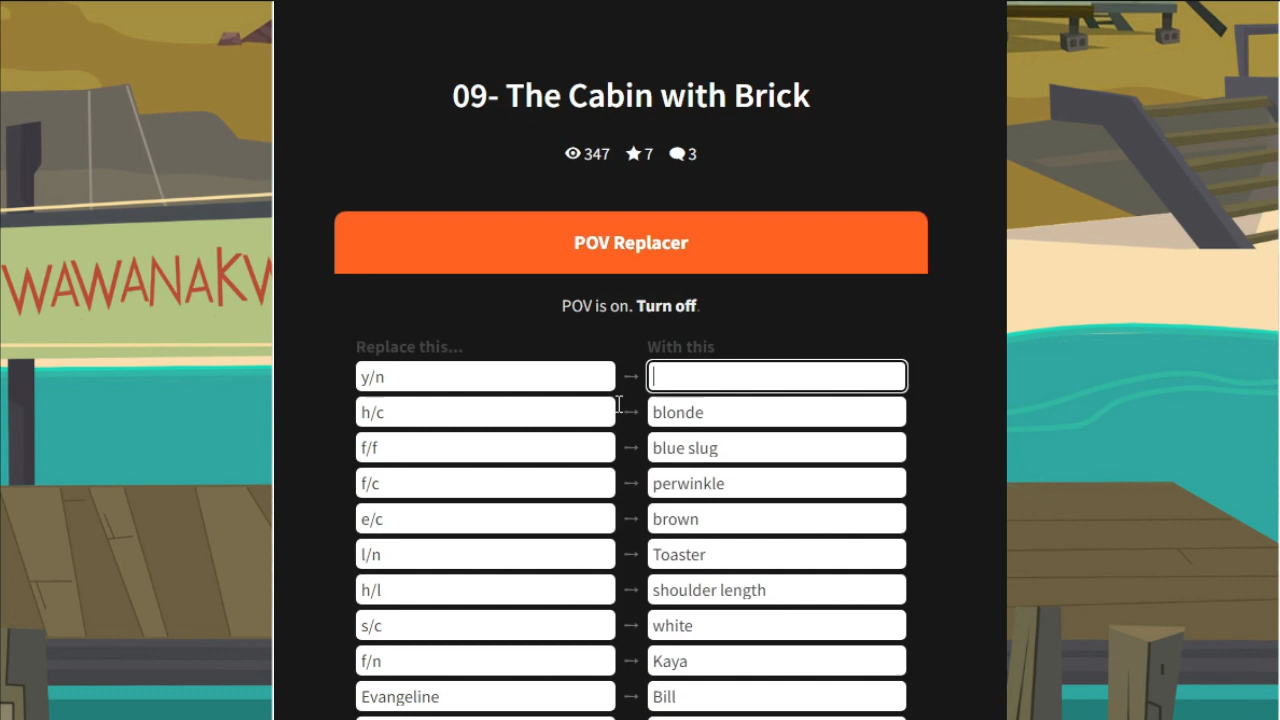 09- The Cabin with Brick
347 7 3
POV Replacer
POV is on. Turn off.
Replace this... With this
y/n
h/c blonde
f/f blue slug
f/c perwinkle
e/c brown
l/n Toaster
h/l shoulder length
s/c white
f/n Kaya
Evangeline Bill
WAWANAKW